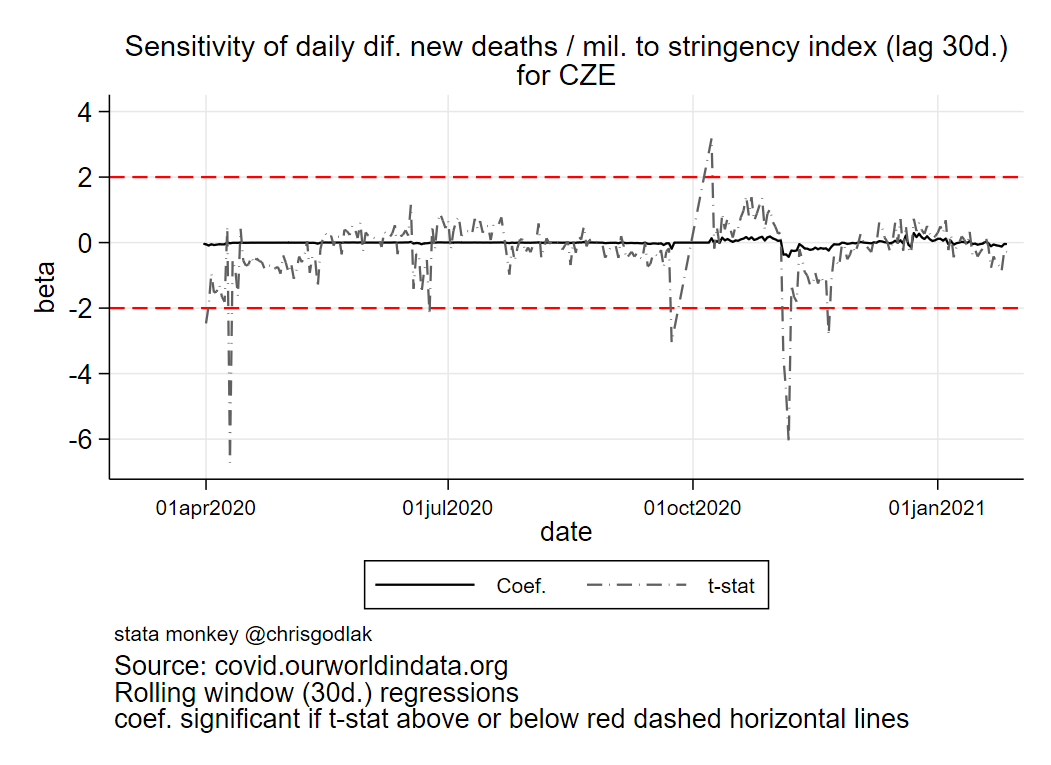 Sensitivity of daily dif. new deaths / mil. to stringency index (lag 30d.)
for CZE
4
2
0
-2
-4
-6
beta
01apr2020
01jul2020
01oct2020
01jan2021
date
Coef.
t-stat
stata monkey @chrisgodlak
Source: covid.ourworldindata.org
Rolling window (30d.) regressions
coef. significant if t-stat above or below red dashed horizontal lines